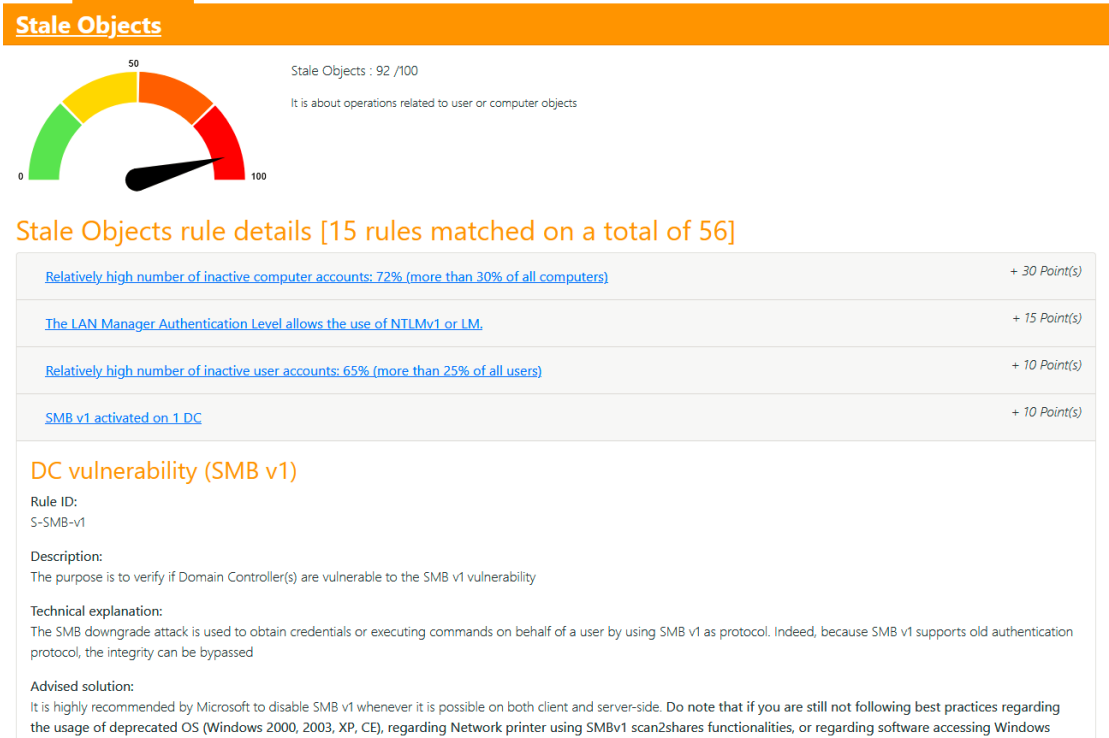 Stale Objects
50
0
100
Stale Objects : 92 /100
It is about operations related to user or computer objects
Stale Objects rule details [15 rules matched on a total of 56]
Relatively high number of inactive computer accounts: 72% (more than 30% of all computers)
+ 30 Point(s)
The LAN Manager Authentication Level allows the use of NTLMv1 or LM.
+ 15 Point(s)
Relatively high number of inactive user accounts: 65% (more than 25% of all users)
+ 10 Point(s)
SMB v1 activated on 1 DC
+ 10 Point(s)
DC vulnerability (SMB v1)
Rule ID:
S-SMB-v1
Description:
The purpose is to verify if Domain Controller(s) are vulnerable to the SMB v1 vulnerability
Technical explanation:
The SMB downgrade attack is used to obtain credentials or executing commands on behalf of a user by using SMB v1 as protocol. Indeed, because SMB v1 supports old authentication
protocol, the integrity can be bypassed
Advised solution:
It is highly recommended by Microsoft to disable SMB v1 whenever it is possible on both client and server-side. Do note that if you are still not following best practices regarding
the usage of deprecated OS (Windows 2000, 2003, XP, CE), regarding Network printer using SMBv1 scan2shares functionalities, or regarding software accessing Windows